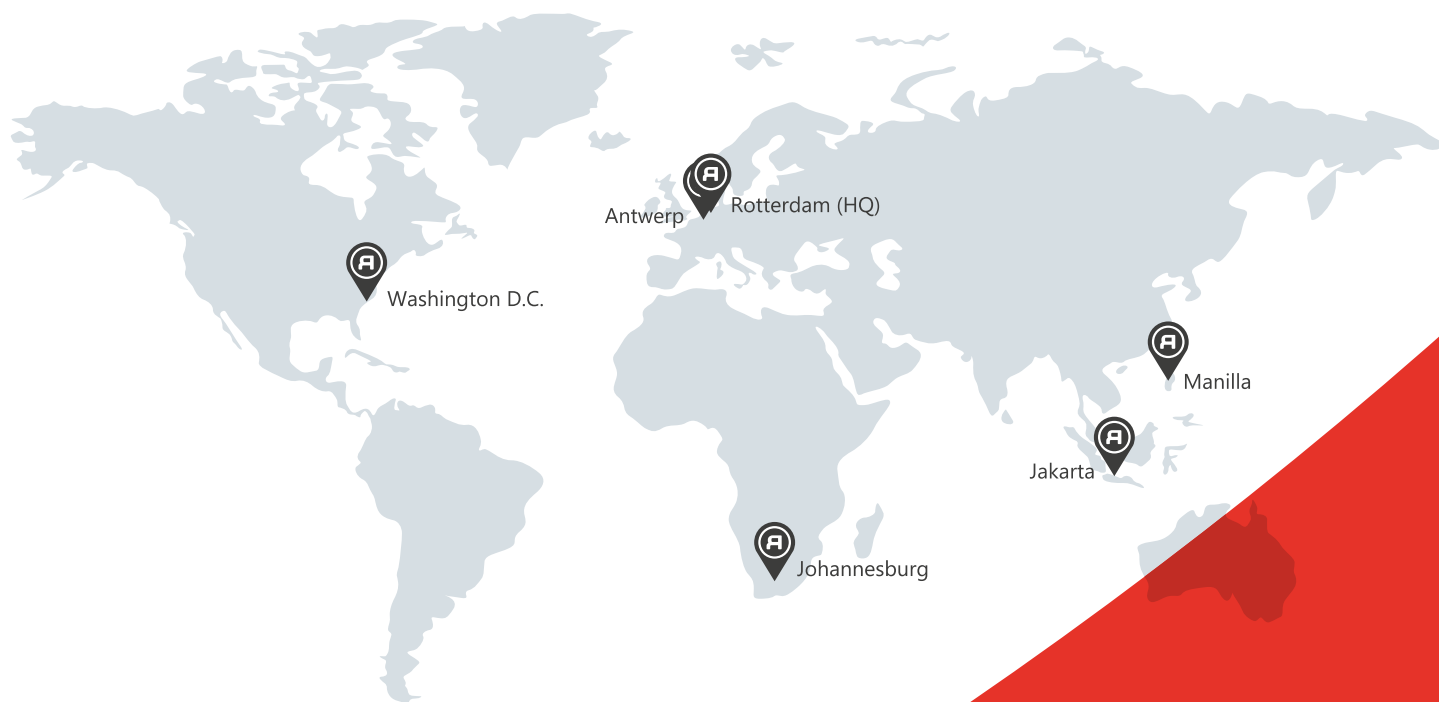 Rotterdam (HQ)
Antwerp
Washington D.C.
Manilla
Jakarta
Johannesburg